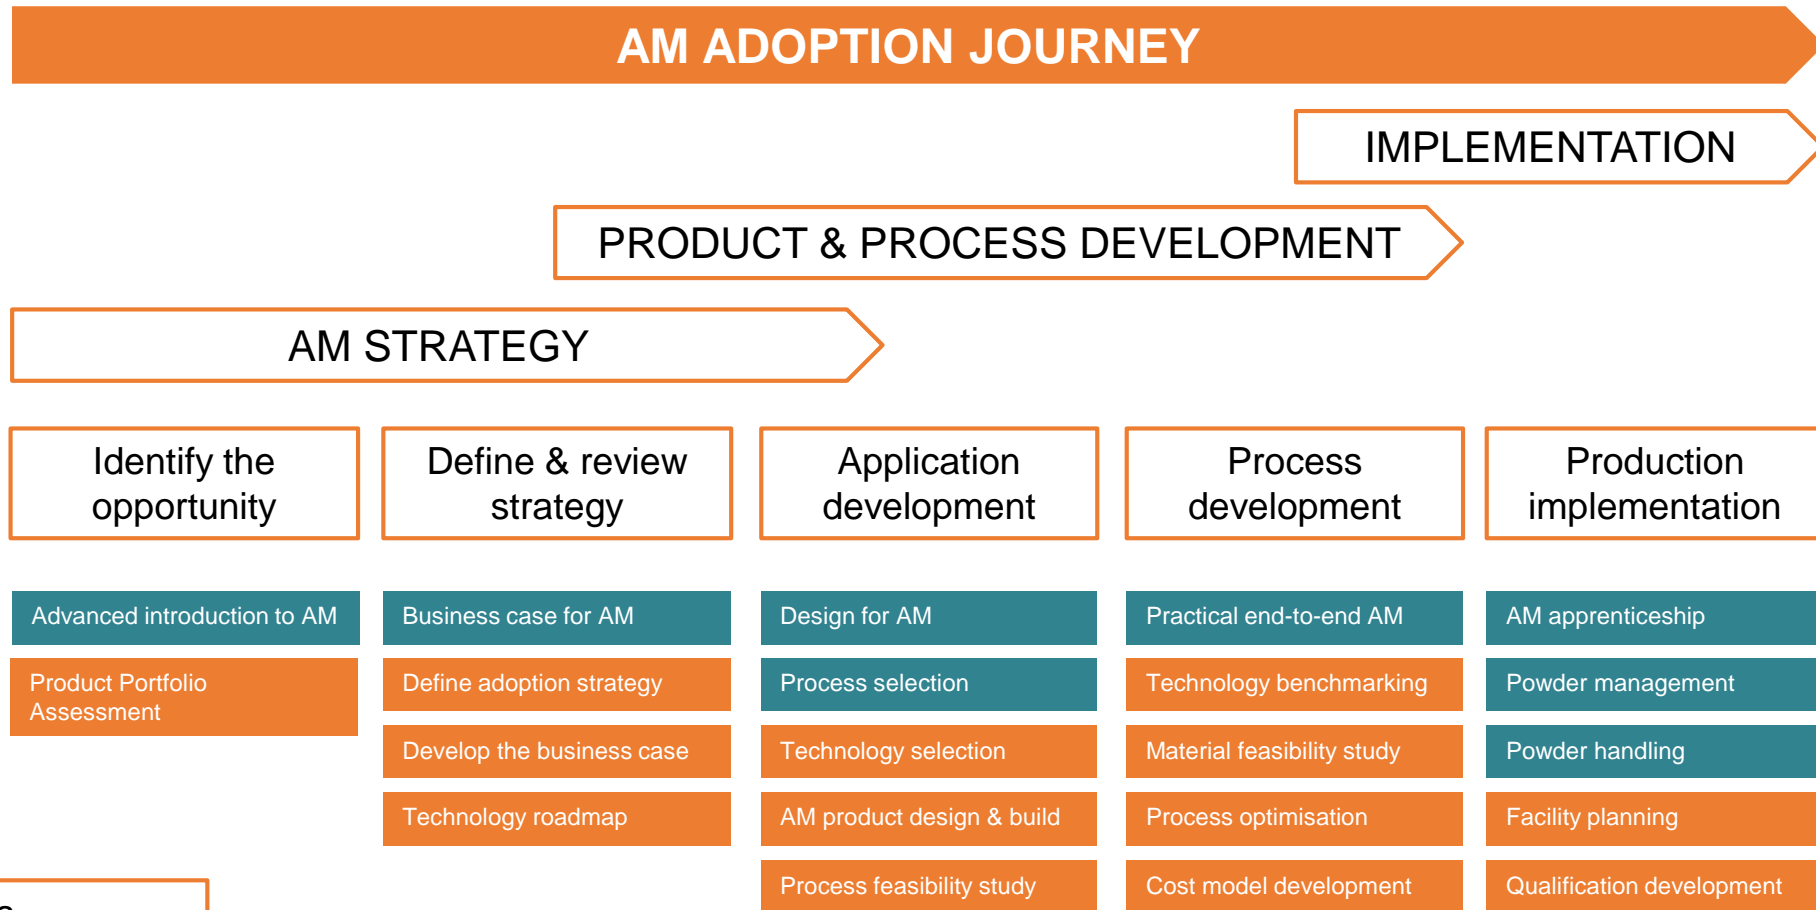 AM ADOPTION JOURNEY
IMPLEMENTATION
PRODUCT & PROCESS DEVELOPMENT
AM STRATEGY
Identify the
opportunity
Define & review
strategy
Application
development
Process
development
Production
implementation
Advanced introduction to AM
Business case for AM
Design for AM
Practical end-to-end AM
AM apprenticeship
Product Portfolio
Assessment
Define adoption strategy
Process selection
Technology benchmarking
Powder management
Develop the business case
Technology selection
Material feasibility study
Powder handling
Technology roadmap
AM product design & build
Process optimisation
Facility planning
Process feasibility study
Cost model development
Qualification development